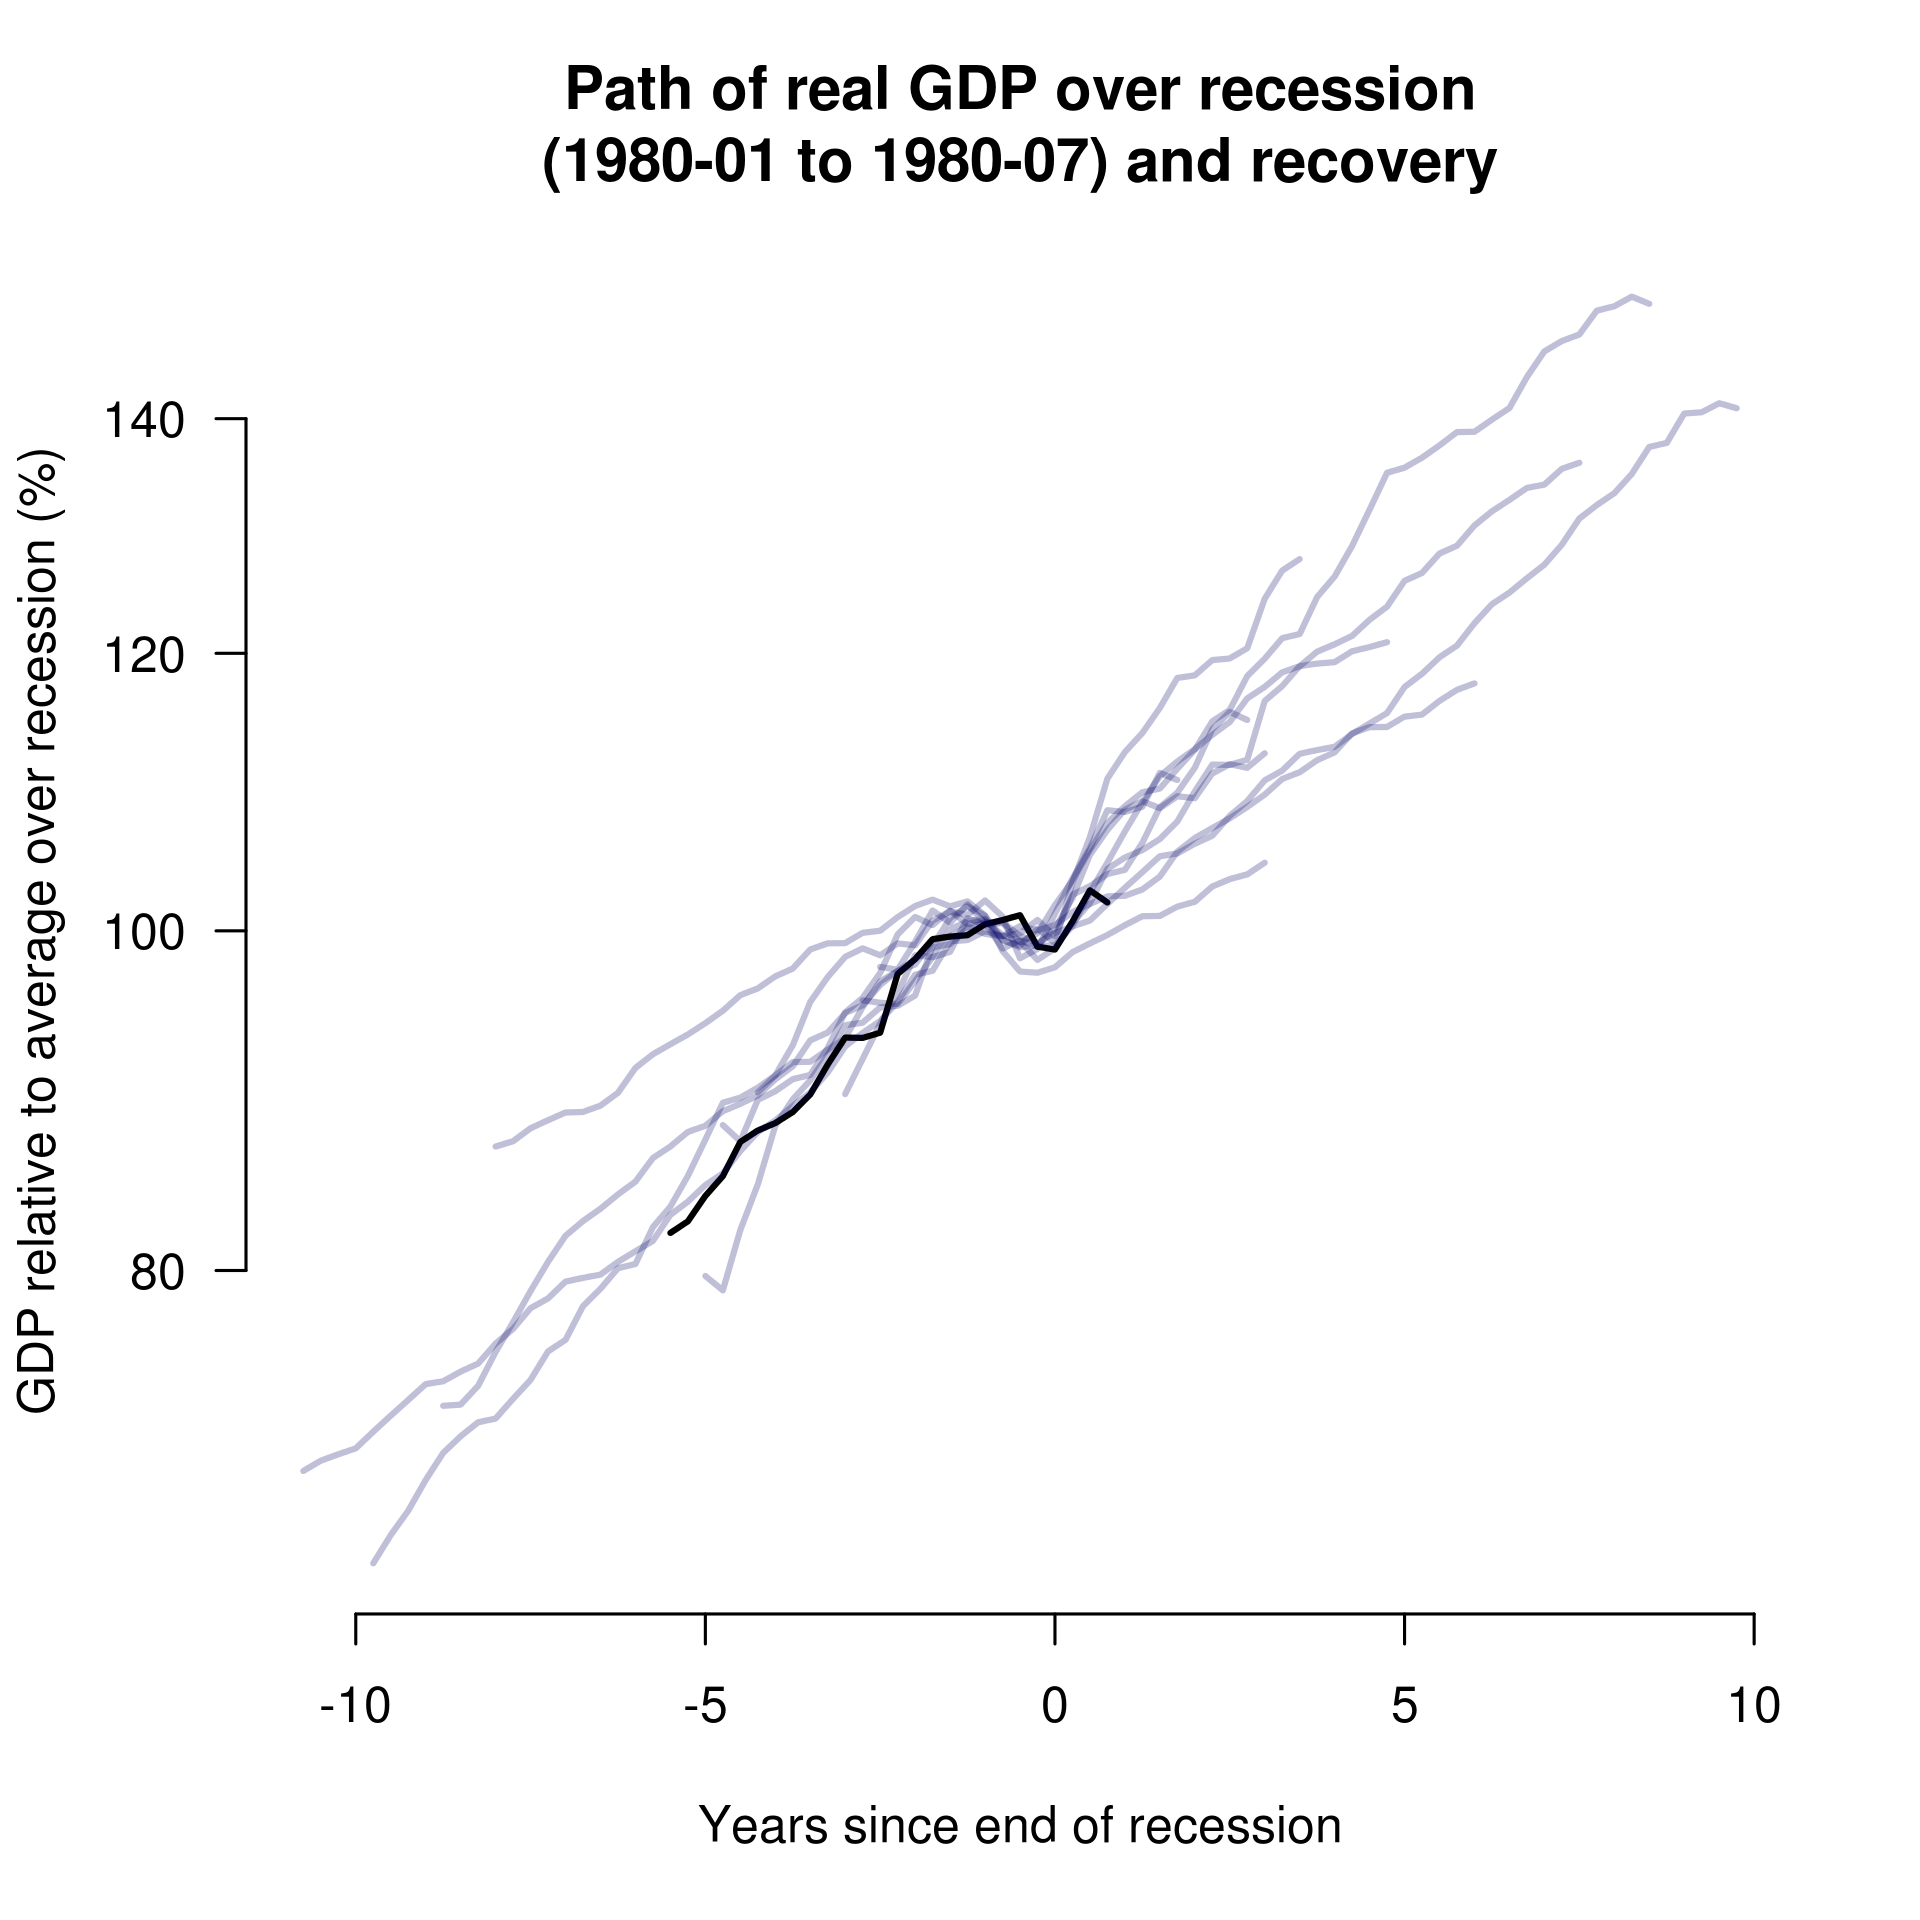 Path of real GDP over recession
(1980-01 to 1980-07) and recovery
GDP relative to average over recession (%)
140
120
100
80
-10
-5
0
5
10
Years since end of recession